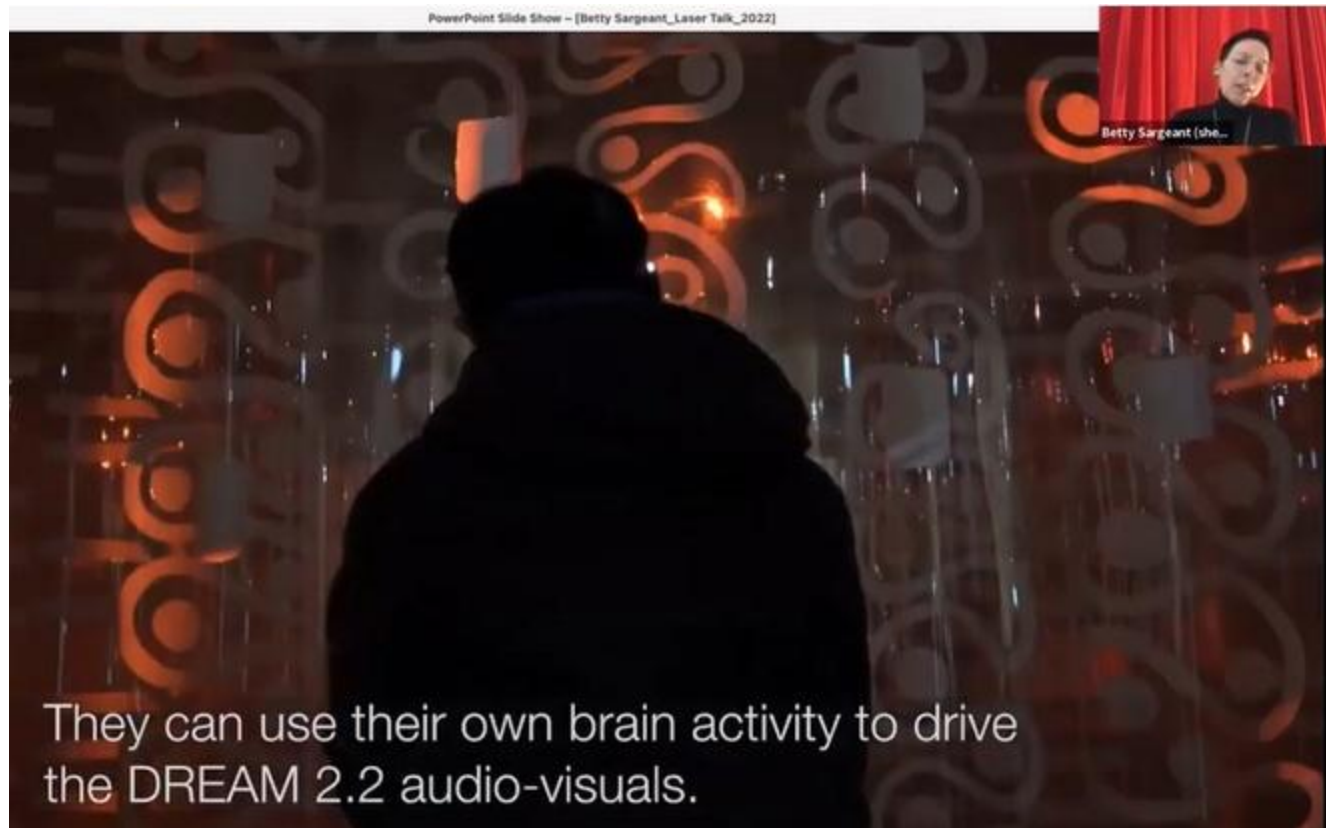 PowerPoint Slide Show – [Betty Sargeant_Laser Talk_2022]
Betty Sargeant (she...
They can use their own brain activity to drive
the DREAM 2.2 audio-visuals.